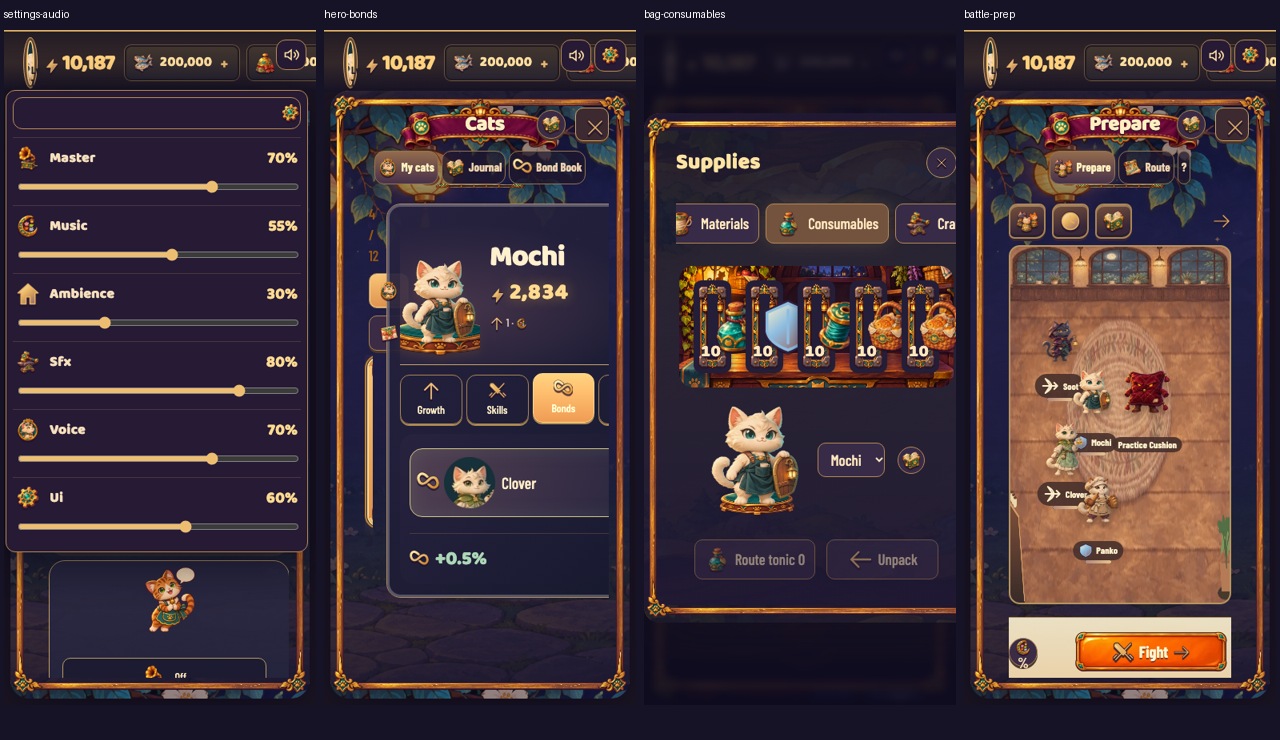 settings-audio
10,187
200,000 +
Master 70%
Music 55%
Ambience 30%
Sfx 80%
Voice 70%
Ui 60%
Off
hero-bonds
10,187
200,000 +
Cats
My cats
Journal
Bond Book
12
Mochi
2,834
1 ·
Growth
Skills
Bonds
Clover
+0.5%
bag-consumables
Supplies
Materials
Consumables
Cra
10
10
10
10
10
Mochi
Route tonic 0
Unpack
battle-prep
10,187
200,000 +
Prepare
Prepare
Route
?
Soot
Mochi
Practice Cushion
Clover
Panko
%
Fight